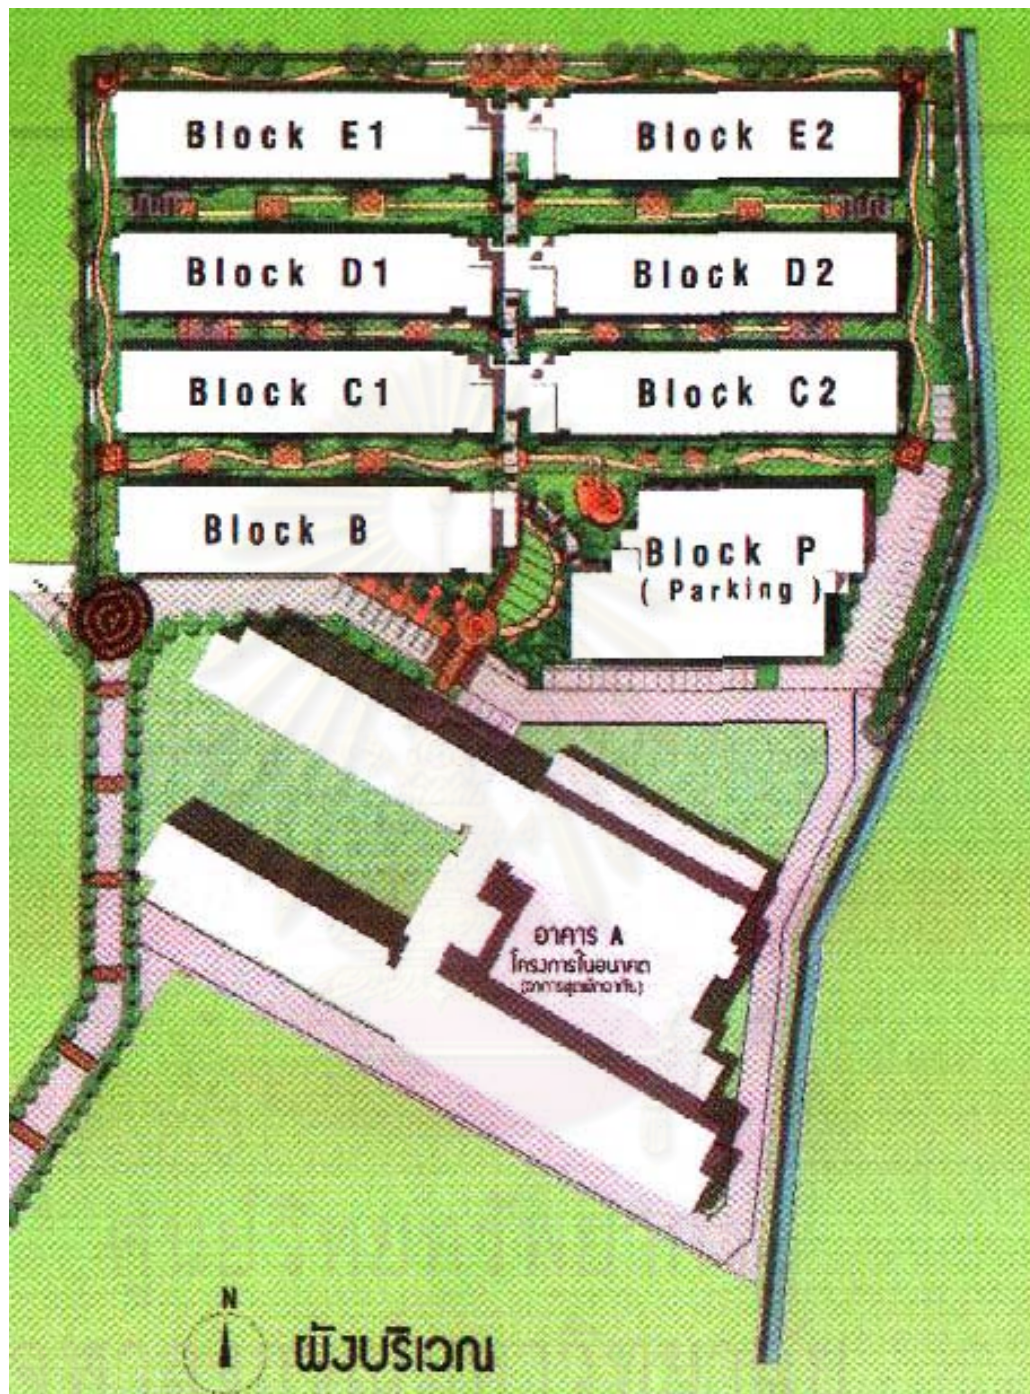 Block E1
Block E2
Block D1
Block D2
Block C1
Block C2
Block B
Block P
( Parking )
อาคาร A
โครงการในอนาคต
N
ผังบริเวณ